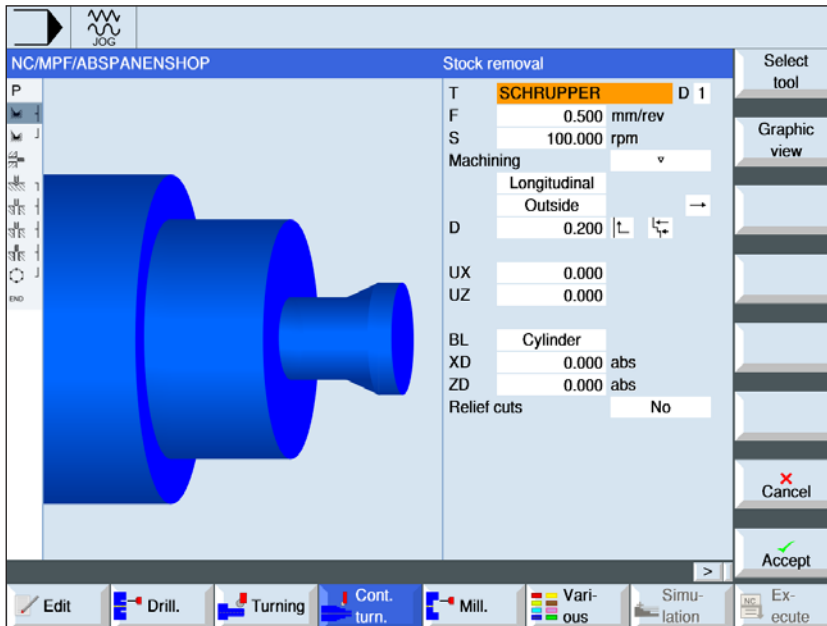 JOG
NC/MPF/ABSPANENSHOP
Stock removal
P
END
T SCHRUPPER D 1
F 0.500 mm/rev
S 100.000 rpm
Machining ▿
Longitudinal
Outside →
D 0.200
UX 0.000
UZ 0.000
BL Cylinder
XD 0.000 abs
ZD 0.000 abs
Relief cuts No
Select
tool
Graphic
view
Cancel
Accept
>
Edit
Drill.
Turning
Cont.
turn.
Mill.
Vari-
ous
Simu-
lation
NC
Ex-
ecute